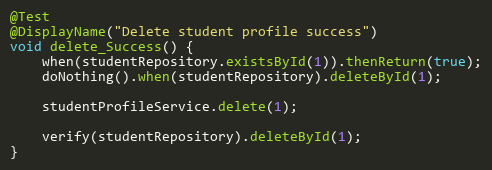 @Test
@DisplayName("Delete student profile success")
void delete_Success() {
    when(studentRepository.existsById(1)).thenReturn(true);
    doNothing().when(studentRepository).deleteById(1);

    studentProfileService.delete(1);

    verify(studentRepository).deleteById(1);
}